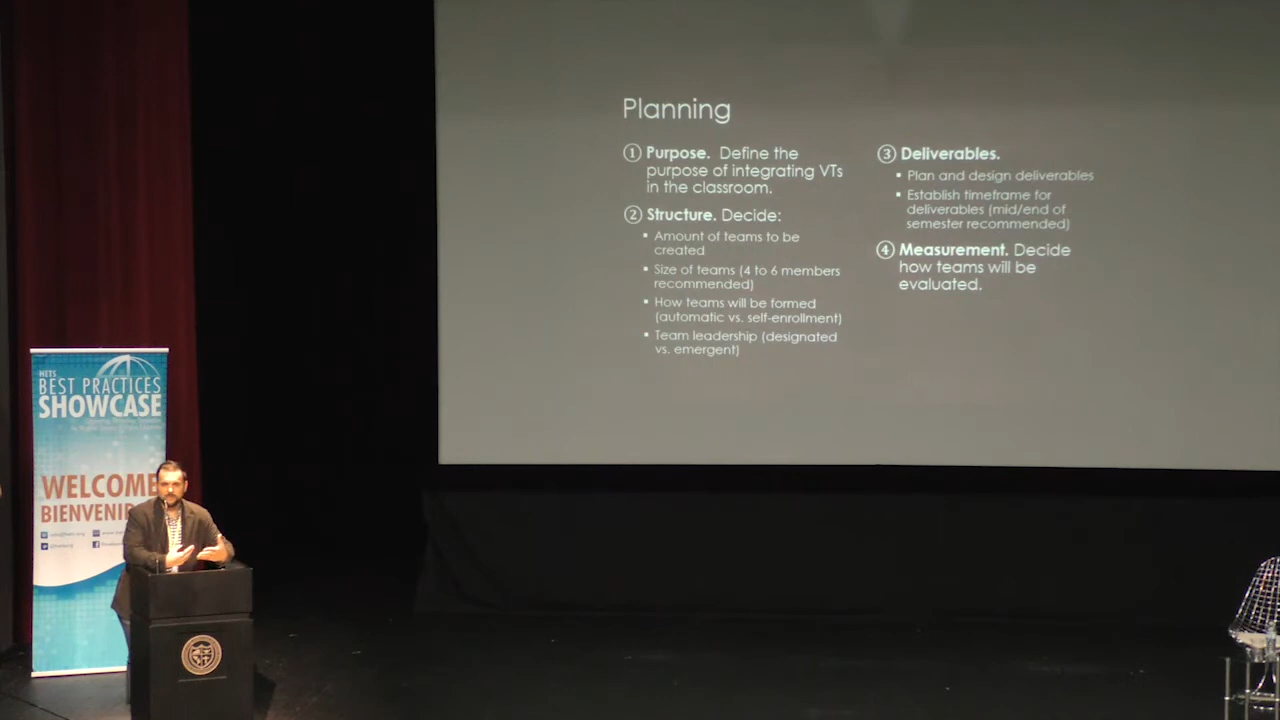 Planning
① Purpose. Define the
purpose of integrating VTs
in the classroom.
② Structure. Decide:
▪ Amount of teams to be
created
▪ Size of teams (4 to 6 members
recommended)
▪ How teams will be formed
(automatic vs. self-enrollment)
▪ Team leadership (designated
vs. emergent)
③ Deliverables.
▪ Plan and design deliverables
▪ Establish timeframe for
deliverables (mid/end of
semester recommended)
④ Measurement. Decide
how teams will be
evaluated.
HETS
BEST PRACTICES
SHOWCASE
WELCOME
BIENVENI